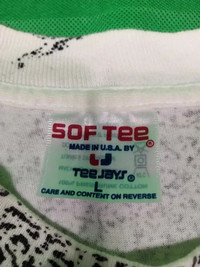 SOF TEE®
MADE IN U.S.A. BY
TEEJAYS®
L
CARE AND CONTENT ON REVERSE